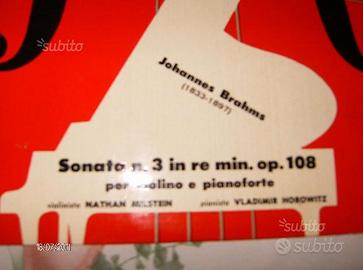 subito
subito
Johannes Brahms
(1833-1897)
Sonata n. 3 in re min. op. 108
per violino e pianoforte
violinista NATHAN MILSTEIN pianista VLADIMIR HOROWITZ
subito